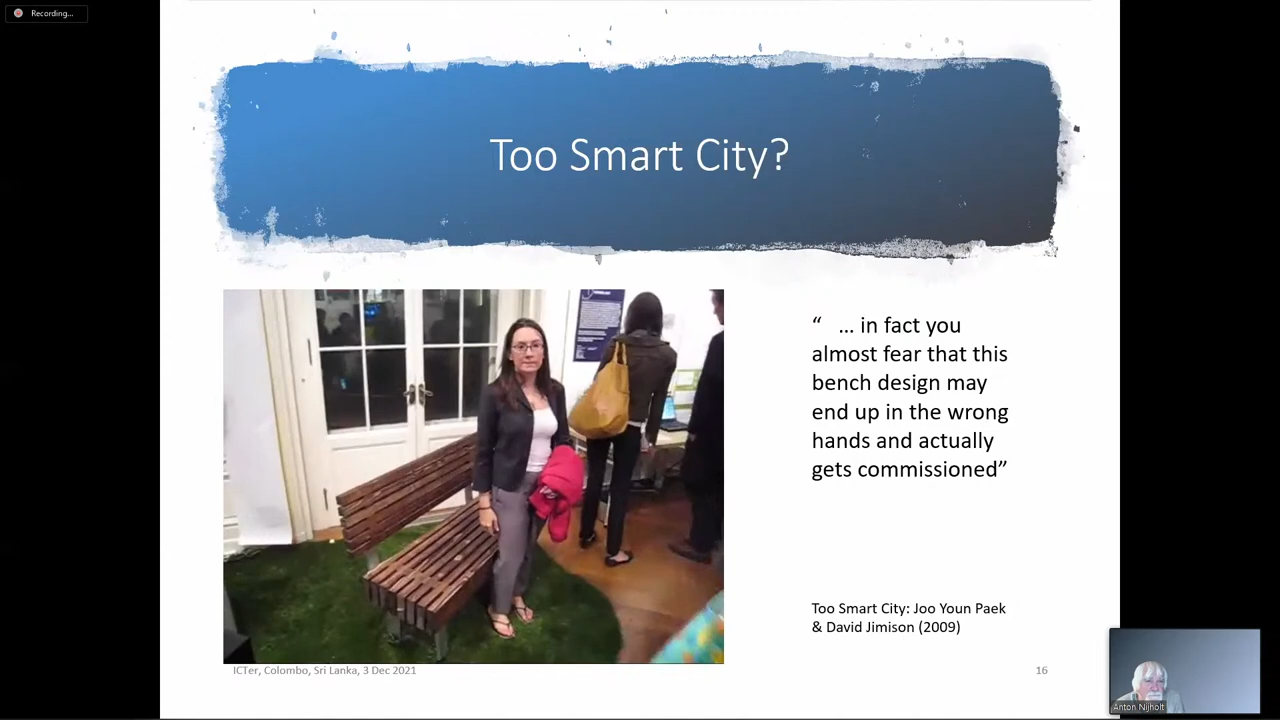 Recording...
Too Smart City?
“ ... in fact you
almost fear that this
bench design may
end up in the wrong
hands and actually
gets commissioned”
Too Smart City: Joo Youn Paek
& David Jimison (2009)
ICTer, Colombo, Sri Lanka, 3 Dec 2021
16
Anton Nijholt